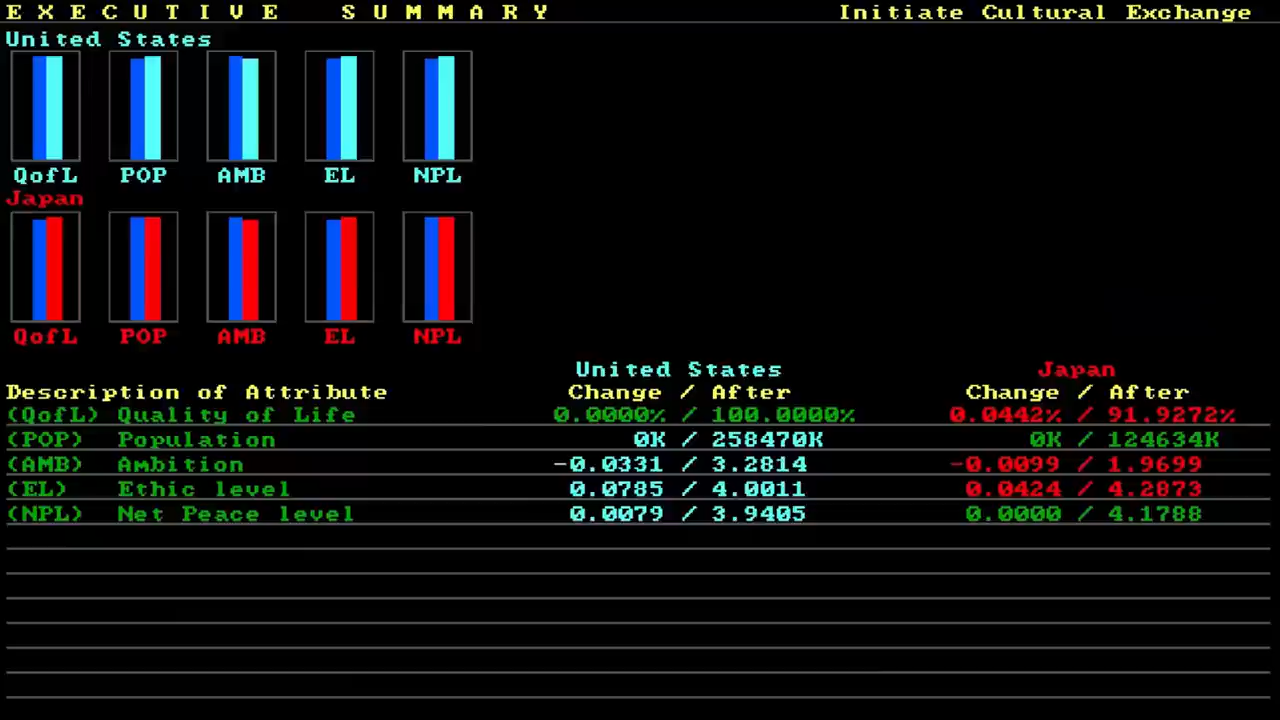 EXECUTIVE SUMMARY Initiate Cultural Exchange
United States
QofL POP AMB EL NPL
Japan
QofL POP AMB EL NPL
United States Japan
Description of Attribute Change / After Change / After
(QofL) Quality of Life 0.0000% / 100.0000% 0.0442% / 91.9272%
(POP) Population 0K / 258470K 0K / 124634K
(AMB) Ambition -0.0331 / 3.2814 -0.0099 / 1.9699
(EL) Ethic level 0.0785 / 4.0011 0.0424 / 4.2873
(NPL) Net Peace level 0.0079 / 3.9405 0.0000 / 4.1788